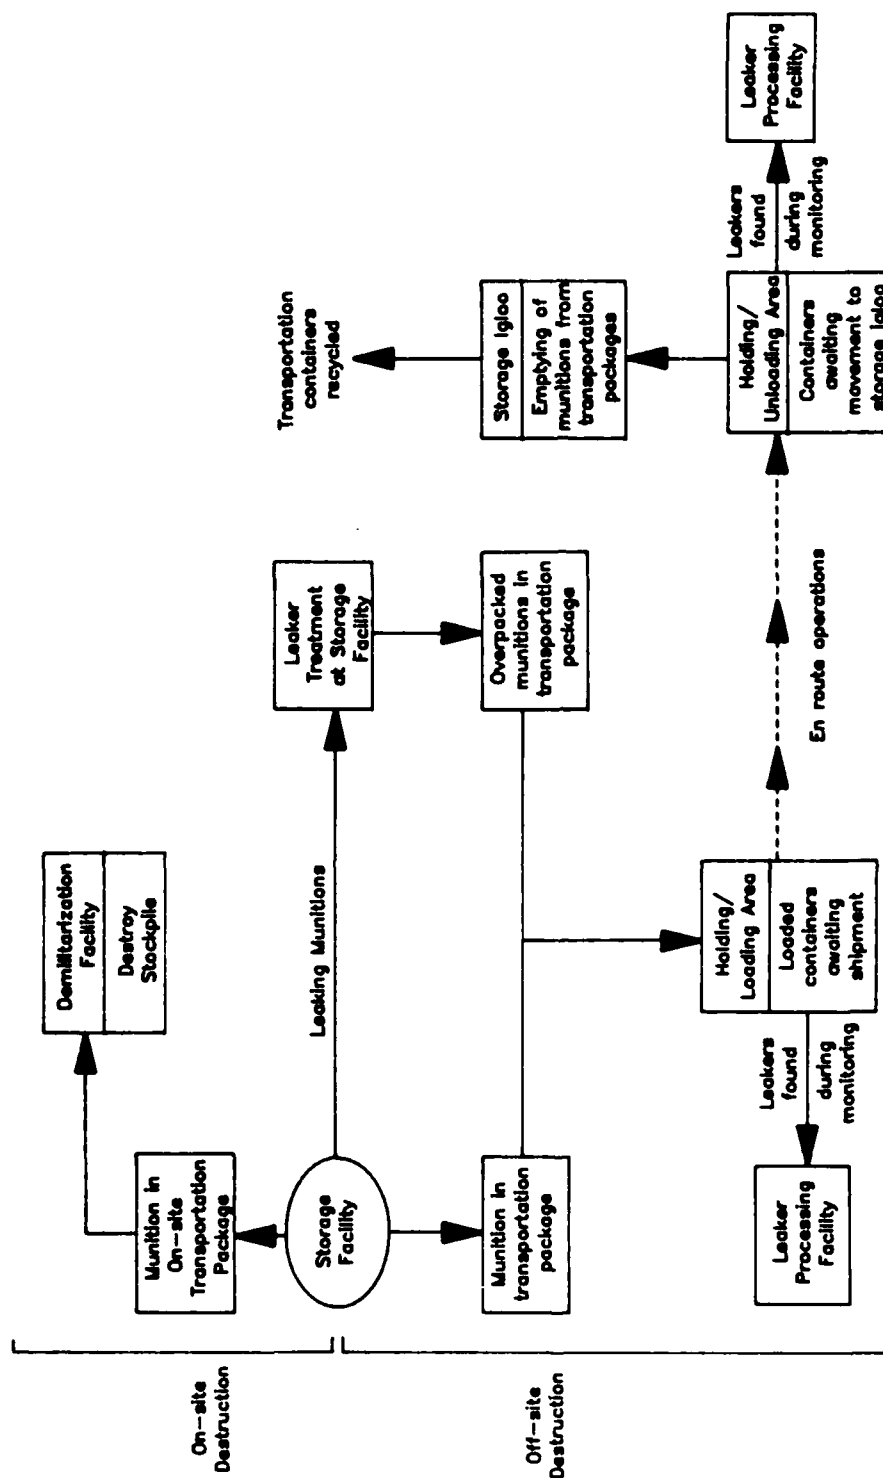 On-site
Destruction
Off-site
Destruction
Munition in
On-site
Transportation
Package
Demilitarization
Facility
Destroy
Stockpile
Storage
Facility
Leaking Munitions
Leaker
Treatment
at Storage
Facility
Transportation
containers
recycled
Munition in
transportation
package
Overpacked
munitions in
transportation
package
Storage Igloo
Emptying of
munitions from
transportation
packages
Leaker
Processing
Facility
Leakers
found
during
monitoring
Holding/
Loading Area
Loaded
containers
awaiting
shipment
En route operations
Holding/
Unloading Area
Containers
awaiting
movement to
storage igloo
Leakers
found
during
monitoring
Leaker
Processing
Facility